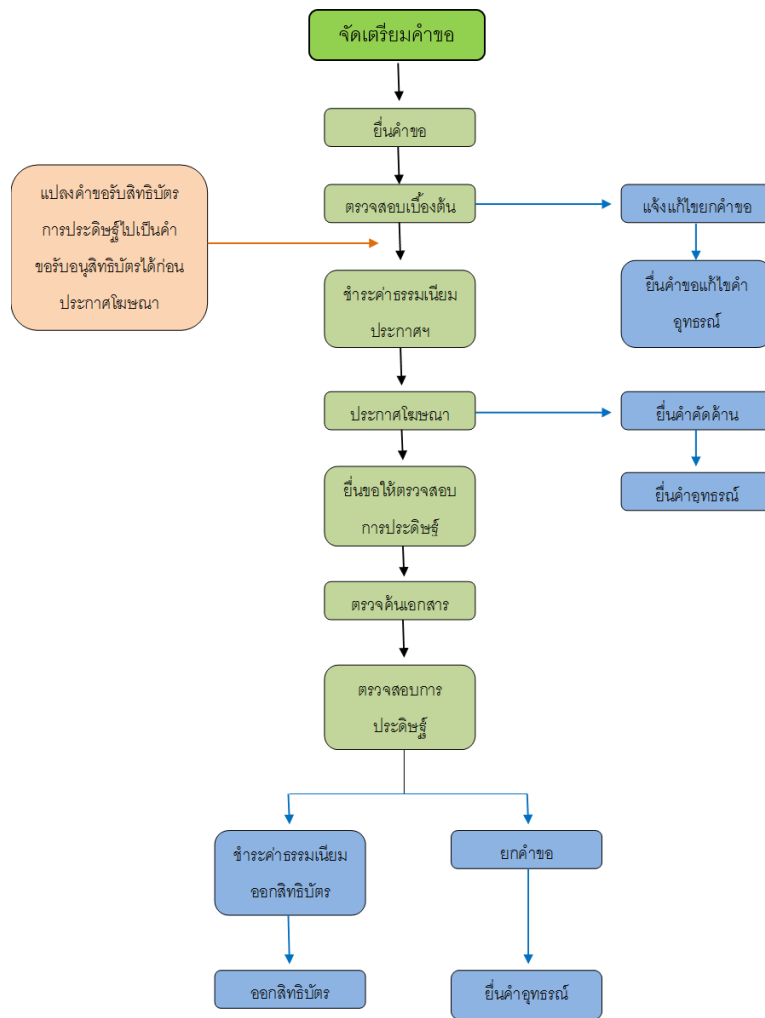 จัดเตรียมคำขอ
ยื่นคำขอ
แปลงคำขอรับสิทธิบัตร
การประดิษฐ์ไปเป็นคำ
ขอรับอนุสิทธิบัตรได้ก่อน
ประกาศโฆษณา
ตรวจสอบเบื้องต้น
แจ้งแก้ไขยกคำขอ
ชำระค่าธรรมเนียม
ประกาศฯ
ยื่นคำขอแก้ไขคำ
อุทธรณ์
ประกาศโฆษณา
ยื่นคำคัดค้าน
ยื่นขอให้ตรวจสอบ
การประดิษฐ์
ยื่นคำอุทธรณ์
ตรวจค้นเอกสาร
ตรวจสอบการ
ประดิษฐ์
ชำระค่าธรรมเนียม
ออกสิทธิบัตร
ยกคำขอ
ออกสิทธิบัตร
ยื่นคำอุทธรณ์